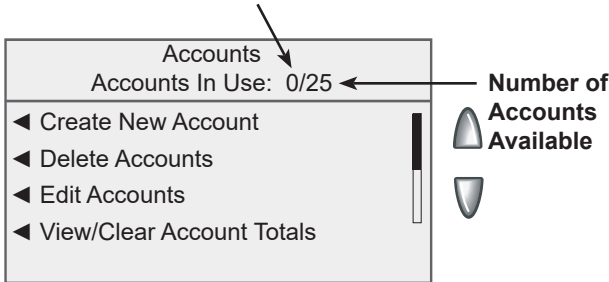 Accounts
Accounts In Use: 0/25
Number of
Accounts
Available
◄ Create New Account
◄ Delete Accounts
◄ Edit Accounts
◄ View/Clear Account Totals